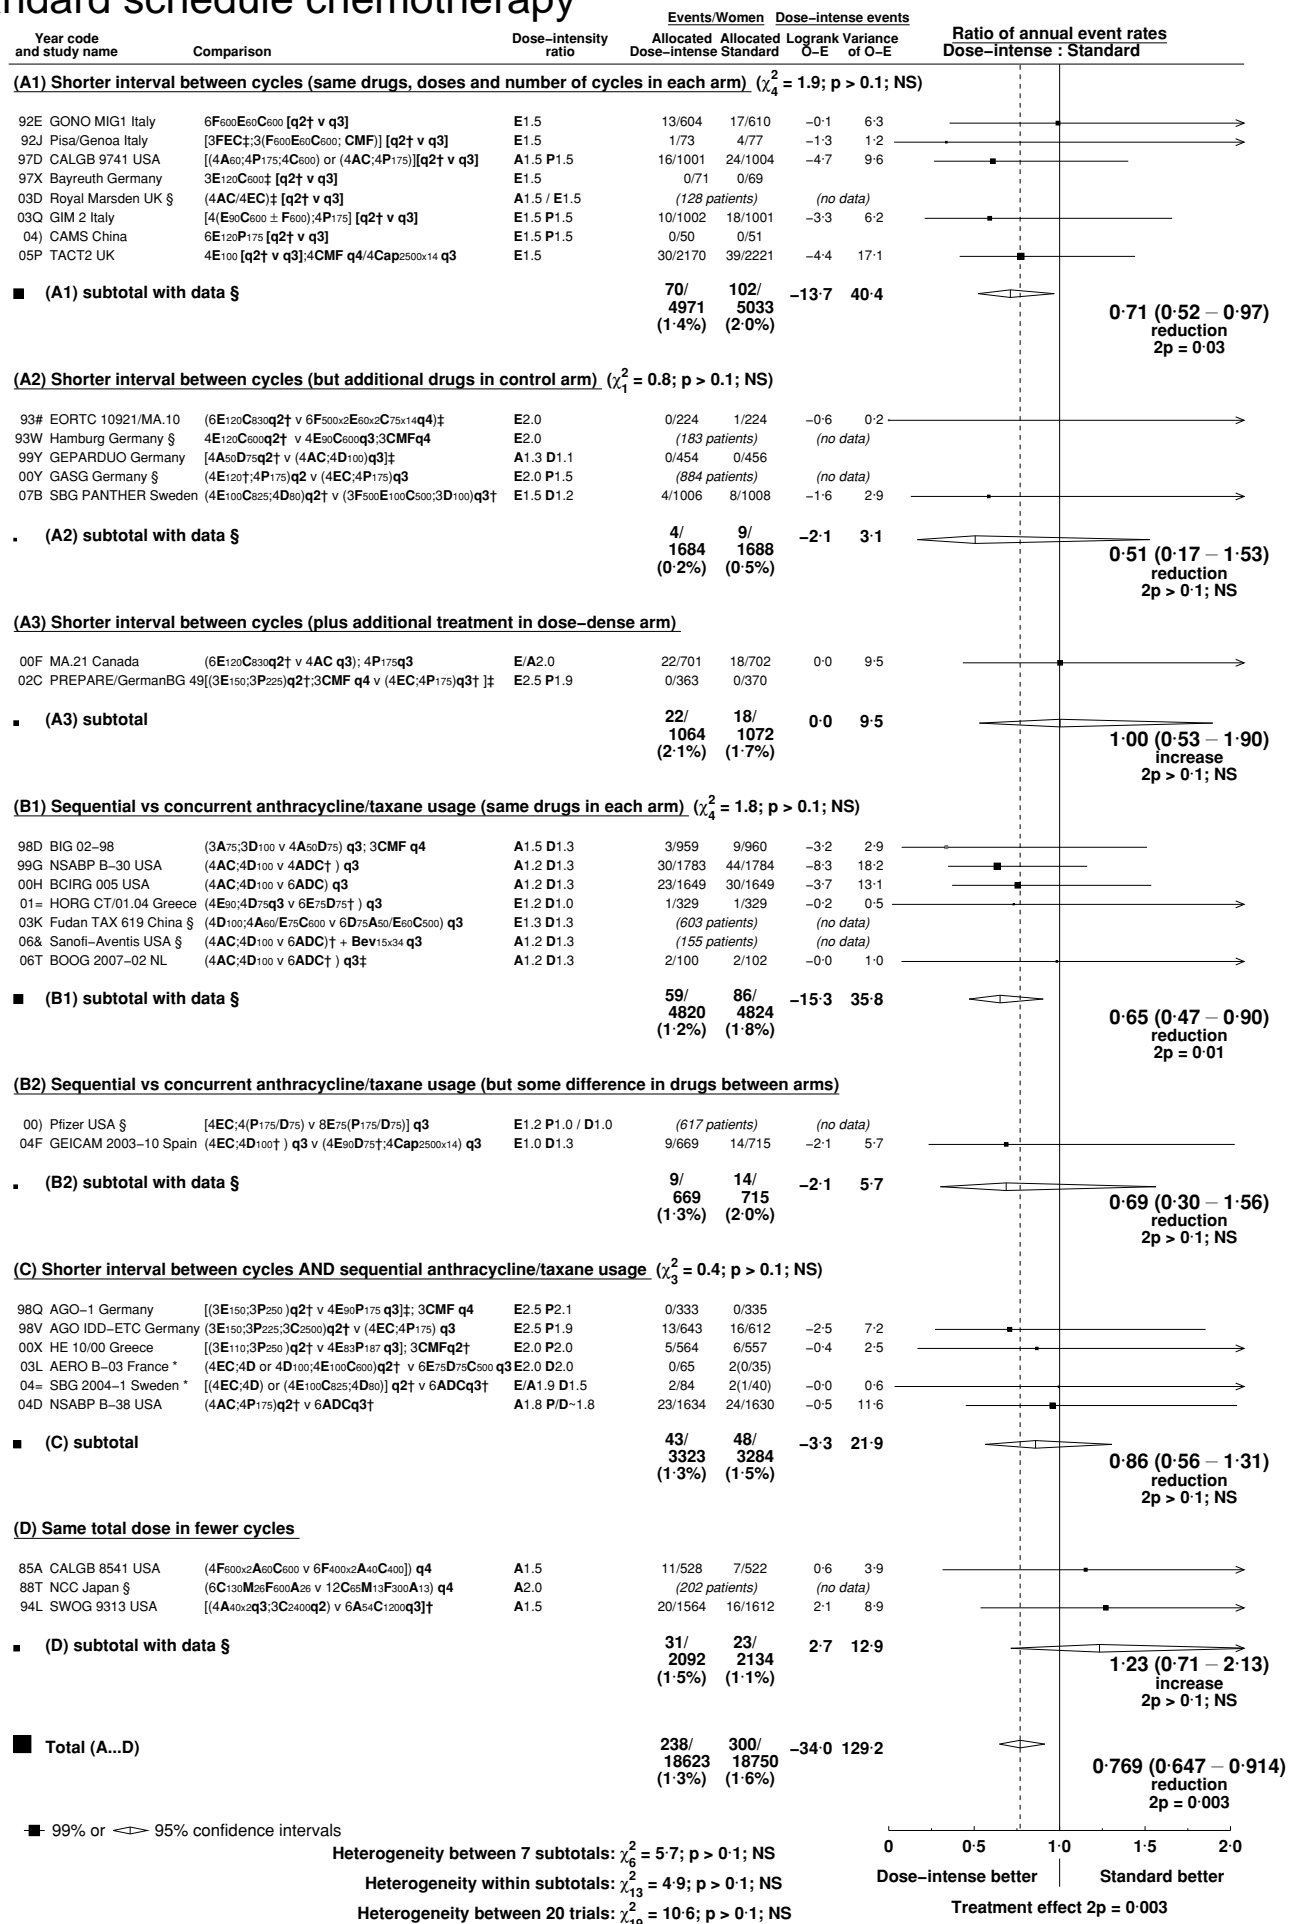 ndard schedule chemotherapy
Events/Women Dose–intense events
Year code and study name Comparison Dose–intensity ratio Allocated Dose–intense Allocated Standard Logrank O–E Variance of O–E Ratio of annual event rates Dose–intense : Standard
(A1) Shorter interval between cycles (same drugs, doses and number of cycles in each arm) (χ²₄ = 1.9; p > 0.1; NS)
92E GONO MIG1 Italy 6F600E60C600 [q2† v q3] E1.5 13/604 17/610 −0·1 6·3
92J Pisa/Genoa Italy [3FEC‡;3(F600E60C600; CMF)] [q2† v q3] E1.5 1/73 4/77 −1·3 1·2
97D CALGB 9741 USA [(4A60;4P175;4C600) or (4AC;4P175)][q2† v q3] A1.5 P1.5 16/1001 24/1004 −4·7 9·6
97X Bayreuth Germany 3E120C600‡ [q2† v q3] E1.5 0/71 0/69
03D Royal Marsden UK § (4AC/4EC)‡ [q2† v q3] A1.5 / E1.5 (128 patients) (no data)
03Q GIM 2 Italy [4(E90C600 ± F600);4P175] [q2† v q3] E1.5 P1.5 10/1002 18/1001 −3·3 6·2
04) CAMS China 6E120P175 [q2† v q3] E1.5 P1.5 0/50 0/51
05P TACT2 UK 4E100 [q2† v q3];4CMF q4/4Cap2500x14 q3 E1.5 30/2170 39/2221 −4·4 17·1
(A1) subtotal with data § 70/4971 (1·4%) 102/5033 (2·0%) −13·7 40·4
0·71 (0·52 – 0·97)
reduction
2p = 0·03
(A2) Shorter interval between cycles (but additional drugs in control arm) (χ²₁ = 0.8; p > 0.1; NS)
93# EORTC 10921/MA.10 (6E120C830q2† v 6F500x2E60x2C75x14q4)‡ E2.0 0/224 1/224 −0·6 0·2
93W Hamburg Germany § 4E120C600q2† v 4E90C600q3;3CMFq4 E2.0 (183 patients) (no data)
99Y GEPARDUO Germany [4A50D75q2† v (4AC;4D100)q3]‡ A1.3 D1.1 0/454 0/456
00Y GASG Germany § (4E120†;4P175)q2 v (4EC;4P175)q3 E2.0 P1.5 (884 patients) (no data)
07B SBG PANTHER Sweden (4E100C825;4D80)q2† v (3F500E100C500;3D100)q3† E1.5 D1.2 4/1006 8/1008 −1·6 2·9
(A2) subtotal with data § 4/1684 (0·2%) 9/1688 (0·5%) −2·1 3·1
0·51 (0·17 – 1·53)
reduction
2p > 0·1; NS
(A3) Shorter interval between cycles (plus additional treatment in dose–dense arm)
00F MA.21 Canada (6E120C830q2† v 4AC q3); 4P175q3 E/A2.0 22/701 18/702 0·0 9·5
02C PREPARE/GermanBG 49[(3E150;3P225)q2†;3CMF q4 v (4EC;4P175)q3† ]‡ E2.5 P1.9 0/363 0/370
(A3) subtotal 22/1064 (2·1%) 18/1072 (1·7%) 0·0 9·5
1·00 (0·53 – 1·90)
increase
2p > 0·1; NS
(B1) Sequential vs concurrent anthracycline/taxane usage (same drugs in each arm) (χ²₄ = 1.8; p > 0.1; NS)
98D BIG 02–98 (3A75;3D100 v 4A50D75) q3; 3CMF q4 A1.5 D1.3 3/959 9/960 −3·2 2·9
99G NSABP B–30 USA (4AC;4D100 v 4ADC† ) q3 A1.2 D1.3 30/1783 44/1784 −8·3 18·2
00H BCIRG 005 USA (4AC;4D100 v 6ADC) q3 A1.2 D1.3 23/1649 30/1649 −3·7 13·1
01= HORG CT/01.04 Greece (4E90;4D75q3 v 6E75D75† ) q3 E1.2 D1.0 1/329 1/329 −0·2 0·5
03K Fudan TAX 619 China § (4D100;4A60/E75C600 v 6D75A50/E60C500) q3 E1.3 D1.3 (603 patients) (no data)
06& Sanofi–Aventis USA § (4AC;4D100 v 6ADC)† + Bev15x34 q3 A1.2 D1.3 (155 patients) (no data)
06T BOOG 2007–02 NL (4AC;4D100 v 6ADC† ) q3‡ A1.2 D1.3 2/100 2/102 −0·0 1·0
(B1) subtotal with data § 59/4820 (1·2%) 86/4824 (1·8%) −15·3 35·8
0·65 (0·47 – 0·90)
reduction
2p = 0·01
(B2) Sequential vs concurrent anthracycline/taxane usage (but some difference in drugs between arms)
00) Pfizer USA § [4EC;4(P175/D75) v 8E75(P175/D75)] q3 E1.2 P1.0 / D1.0 (617 patients) (no data)
04F GEICAM 2003–10 Spain (4EC;4D100† ) q3 v (4E90D75†;4Cap2500x14) q3 E1.0 D1.3 9/669 14/715 −2·1 5·7
(B2) subtotal with data § 9/669 (1·3%) 14/715 (2·0%) −2·1 5·7
0·69 (0·30 – 1·56)
reduction
2p > 0·1; NS
(C) Shorter interval between cycles AND sequential anthracycline/taxane usage (χ²₃ = 0.4; p > 0.1; NS)
98Q AGO–1 Germany [(3E150;3P250 )q2† v 4E90P175 q3]‡; 3CMF q4 E2.5 P2.1 0/333 0/335
98V AGO IDD–ETC Germany (3E150;3P225;3C2500)q2† v (4EC;4P175) q3 E2.5 P1.9 13/643 16/612 −2·5 7·2
00X HE 10/00 Greece [(3E110;3P250 )q2† v 4E83P187 q3]; 3CMFq2† E2.0 P2.0 5/564 6/557 −0·4 2·5
03L AERO B–03 France * (4EC;4D or 4D100;4E100C600)q2† v 6E75D75C500 q3 E2.0 D2.0 0/65 2(0/35)
04= SBG 2004–1 Sweden * [(4EC;4D) or (4E100C825;4D80)] q2† v 6ADCq3† E/A1.9 D1.5 2/84 2(1/40) −0·0 0·6
04D NSABP B–38 USA (4AC;4P175)q2† v 6ADCq3† A1.8 P/D~1.8 23/1634 24/1630 −0·5 11·6
(C) subtotal 43/3323 (1·3%) 48/3284 (1·5%) −3·3 21·9
0·86 (0·56 – 1·31)
reduction
2p > 0·1; NS
(D) Same total dose in fewer cycles
85A CALGB 8541 USA (4F600x2A60C600 v 6F400x2A40C400]) q4 A1.5 11/528 7/522 0·6 3·9
88T NCC Japan § (6C130M26F600A26 v 12C65M13F300A13) q4 A2.0 (202 patients) (no data)
94L SWOG 9313 USA [(4A40x2q3;3C2400q2) v 6A54C1200q3]† A1.5 20/1564 16/1612 2·1 8·9
(D) subtotal with data § 31/2092 (1·5%) 23/2134 (1·1%) 2·7 12·9
1·23 (0·71 – 2·13)
increase
2p > 0·1; NS
Total (A...D) 238/18623 (1·3%) 300/18750 (1·6%) −34·0 129·2
0·769 (0·647 – 0·914)
reduction
2p = 0·003
99% or 95% confidence intervals
0 0·5 1·0 1·5 2·0
Dose–intense better Standard better
Heterogeneity between 7 subtotals: χ²₆ = 5·7; p > 0·1; NS
Heterogeneity within subtotals: χ²₁₃ = 4·9; p > 0·1; NS
Heterogeneity between 20 trials: χ²₁₉ = 10·6; p > 0·1; NS
Treatment effect 2p = 0·003